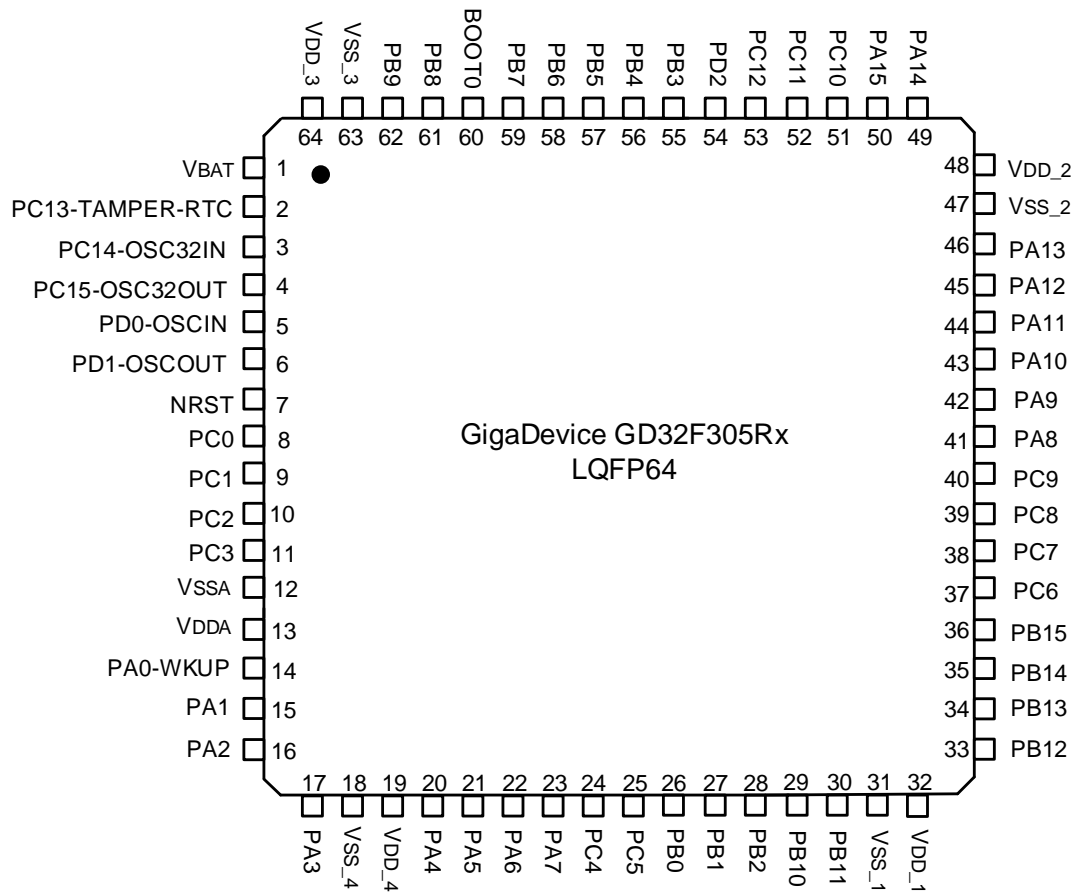 VDD_3
VSS_3
PB9
PB8
BOOT0
PB7
PB6
PB5
PB4
PB3
PD2
PC12
PC11
PC10
PA15
PA14
64 63 62 61 60 59 58 57 56 55 54 53 52 51 50 49
VBAT 1
PC13-TAMPER-RTC 2
PC14-OSC32IN 3
PC15-OSC32OUT 4
PD0-OSCIN 5
PD1-OSCOUT 6
NRST 7
PC0 8
PC1 9
PC2 10
PC3 11
VSSA 12
VDDA 13
PA0-WKUP 14
PA1 15
PA2 16
GigaDevice GD32F305Rx
LQFP64
48 VDD_2
47 VSS_2
46 PA13
45 PA12
44 PA11
43 PA10
42 PA9
41 PA8
40 PC9
39 PC8
38 PC7
37 PC6
36 PB15
35 PB14
34 PB13
33 PB12
17 18 19 20 21 22 23 24 25 26 27 28 29 30 31 32
PA3
VSS_4
VDD_4
PA4
PA5
PA6
PA7
PC4
PC5
PB0
PB1
PB2
PB10
PB11
VSS_1
VDD_1